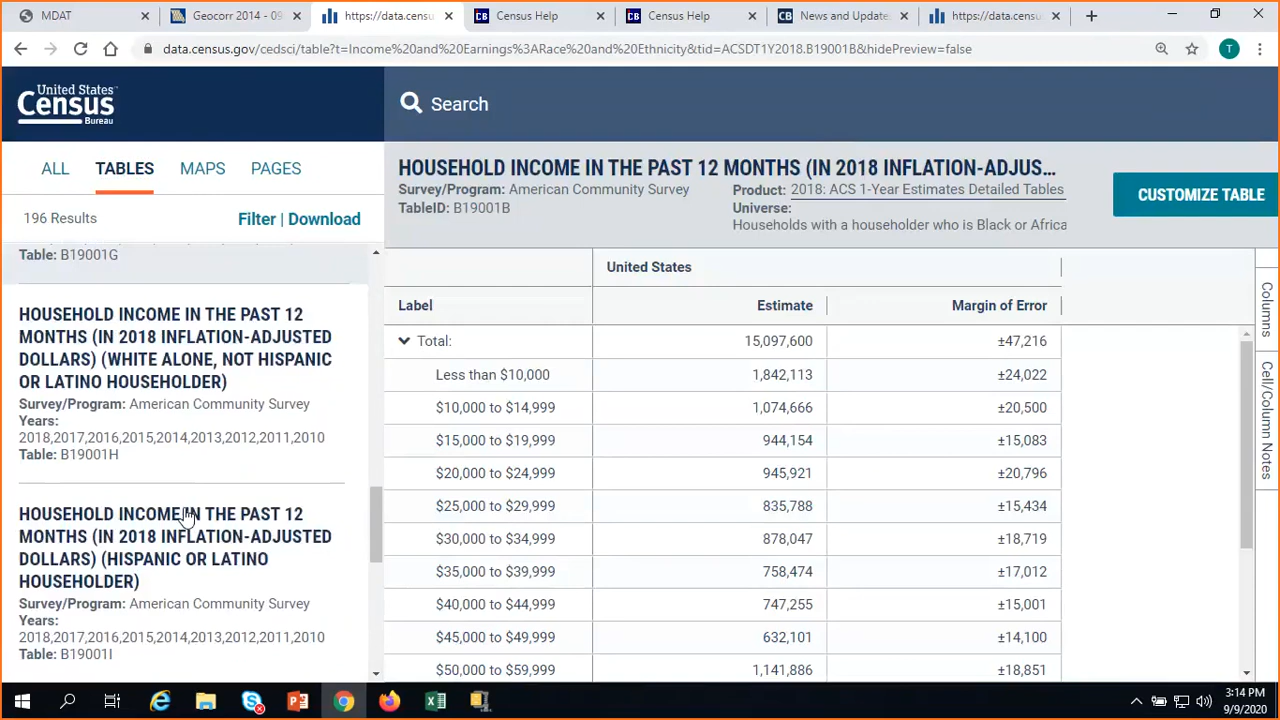 MDAT
Geocorr 2014 - 09
https://data.censu
Census Help
Census Help
News and Update
https://data.censu
data.census.gov/cedsci/table?t=Income%20and%20Earnings%3ARace%20and%20Ethnicity&tid=ACSDT1Y2018.B19001B&hidePreview=false
T
United States
Census
Bureau
Search
ALL
TABLES
MAPS
PAGES
196 Results
Filter | Download
Table: B19001G
HOUSEHOLD INCOME IN THE PAST 12
MONTHS (IN 2018 INFLATION-ADJUSTED
DOLLARS) (WHITE ALONE, NOT HISPANIC
OR LATINO HOUSEHOLDER)
Survey/Program: American Community Survey
Years:
2018,2017,2016,2015,2014,2013,2012,2011,2010
Table: B19001H
HOUSEHOLD INCOME IN THE PAST 12
MONTHS (IN 2018 INFLATION-ADJUSTED
DOLLARS) (HISPANIC OR LATINO
HOUSEHOLDER)
Survey/Program: American Community Survey
Years:
2018,2017,2016,2015,2014,2013,2012,2011,2010
Table: B19001I
HOUSEHOLD INCOME IN THE PAST 12 MONTHS (IN 2018 INFLATION-ADJUS...
Survey/Program: American Community Survey
TableID: B19001B
Product: 2018: ACS 1-Year Estimates Detailed Tables
Universe:
Households with a householder who is Black or Africa
CUSTOMIZE TABLE
United States
Label Estimate Margin of Error
Total: 15,097,600 ±47,216
Less than $10,000 1,842,113 ±24,022
$10,000 to $14,999 1,074,666 ±20,500
$15,000 to $19,999 944,154 ±15,083
$20,000 to $24,999 945,921 ±20,796
$25,000 to $29,999 835,788 ±15,434
$30,000 to $34,999 878,047 ±18,719
$35,000 to $39,999 758,474 ±17,012
$40,000 to $44,999 747,255 ±15,001
$45,000 to $49,999 632,101 ±14,100
$50,000 to $59,999 1,141,886 ±18,851
Columns
Cell/Column Notes
3:14 PM
9/9/2020